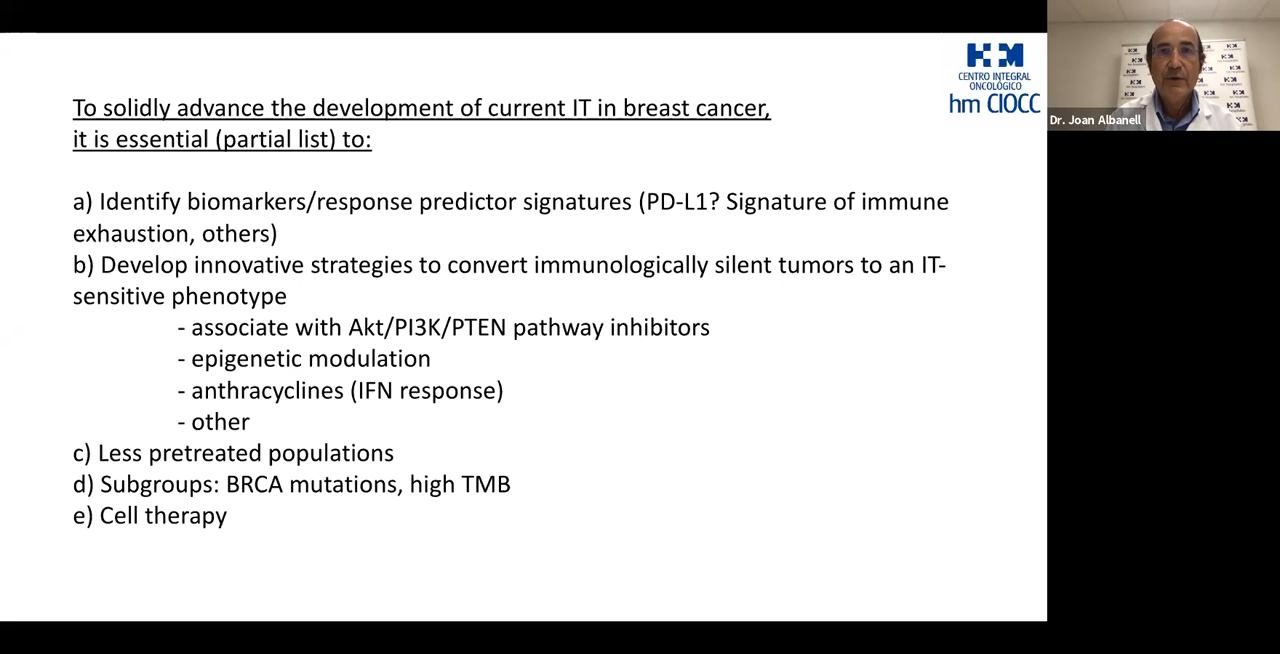 To solidly advance the development of current IT in breast cancer,
it is essential (partial list) to:
a) Identify biomarkers/response predictor signatures (PD-L1? Signature of immune
exhaustion, others)
b) Develop innovative strategies to convert immunologically silent tumors to an IT-
sensitive phenotype
- associate with Akt/PI3K/PTEN pathway inhibitors
- epigenetic modulation
- anthracyclines (IFN response)
- other
c) Less pretreated populations
d) Subgroups: BRCA mutations, high TMB
e) Cell therapy
HM
CENTRO INTEGRAL
ONCOLÓGICO
hm CIOCC
Dr. Joan Albanell